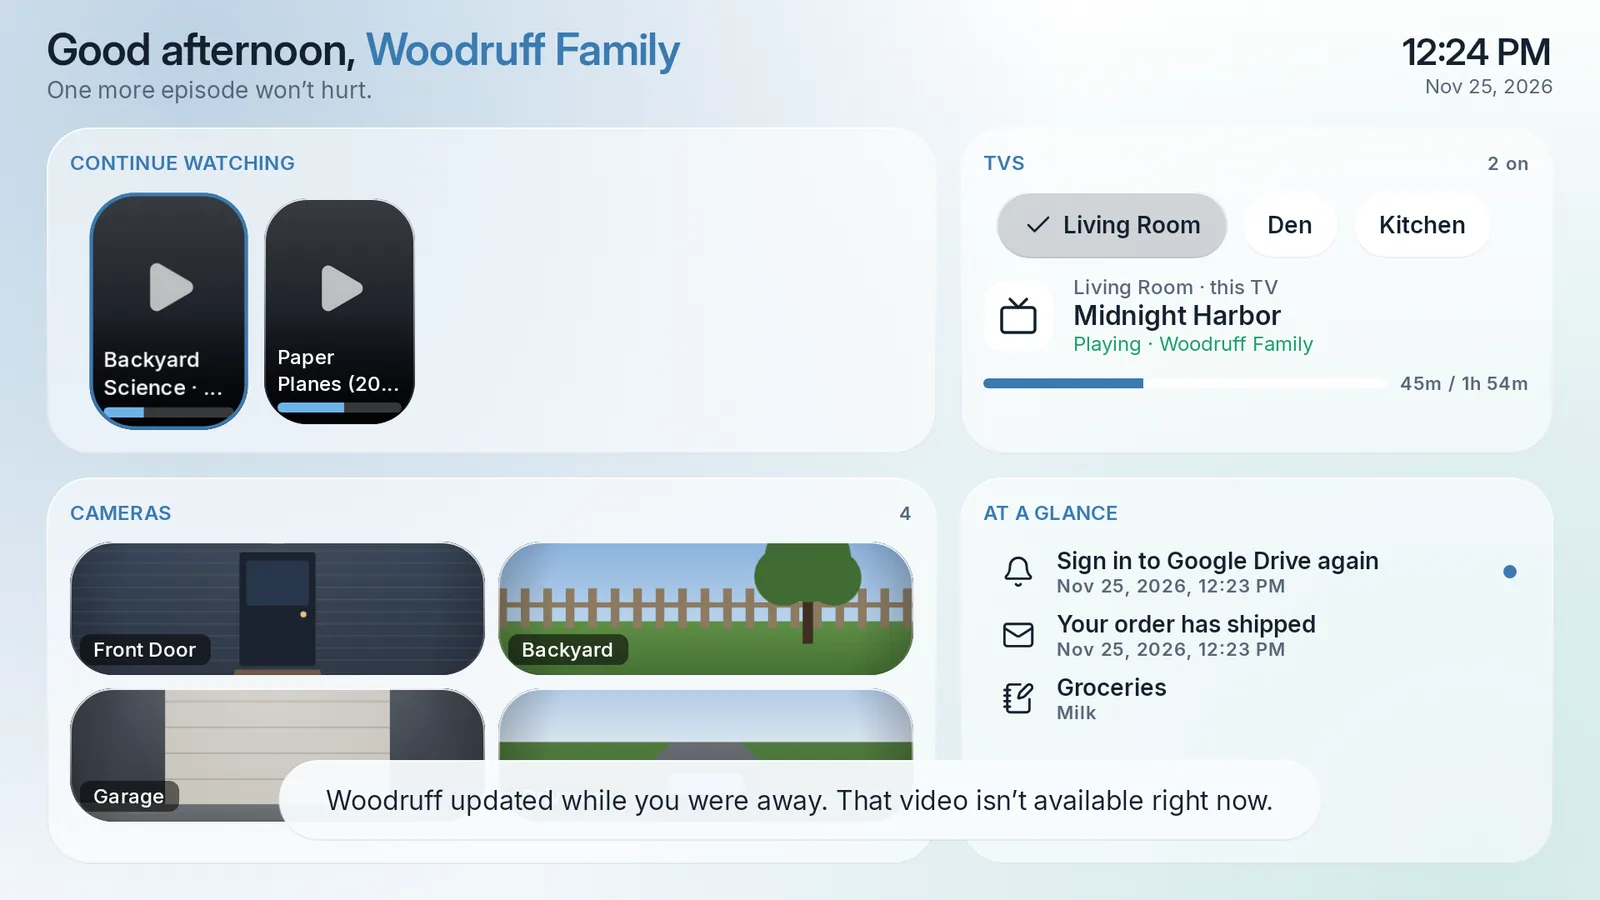 Good afternoon, Woodruff Family
One more episode won’t hurt.
12:24 PM
Nov 25, 2026
CONTINUE WATCHING
Backyard
Science · ...
Paper
Planes (20...
TVS
2 on
Living Room
Den
Kitchen
Living Room · this TV
Midnight Harbor
Playing · Woodruff Family
45m / 1h 54m
CAMERAS
4
Front Door
Backyard
Garage
AT A GLANCE
Sign in to Google Drive again
Nov 25, 2026, 12:23 PM
Your order has shipped
Nov 25, 2026, 12:23 PM
Groceries
Milk
Woodruff updated while you were away. That video isn’t available right now.